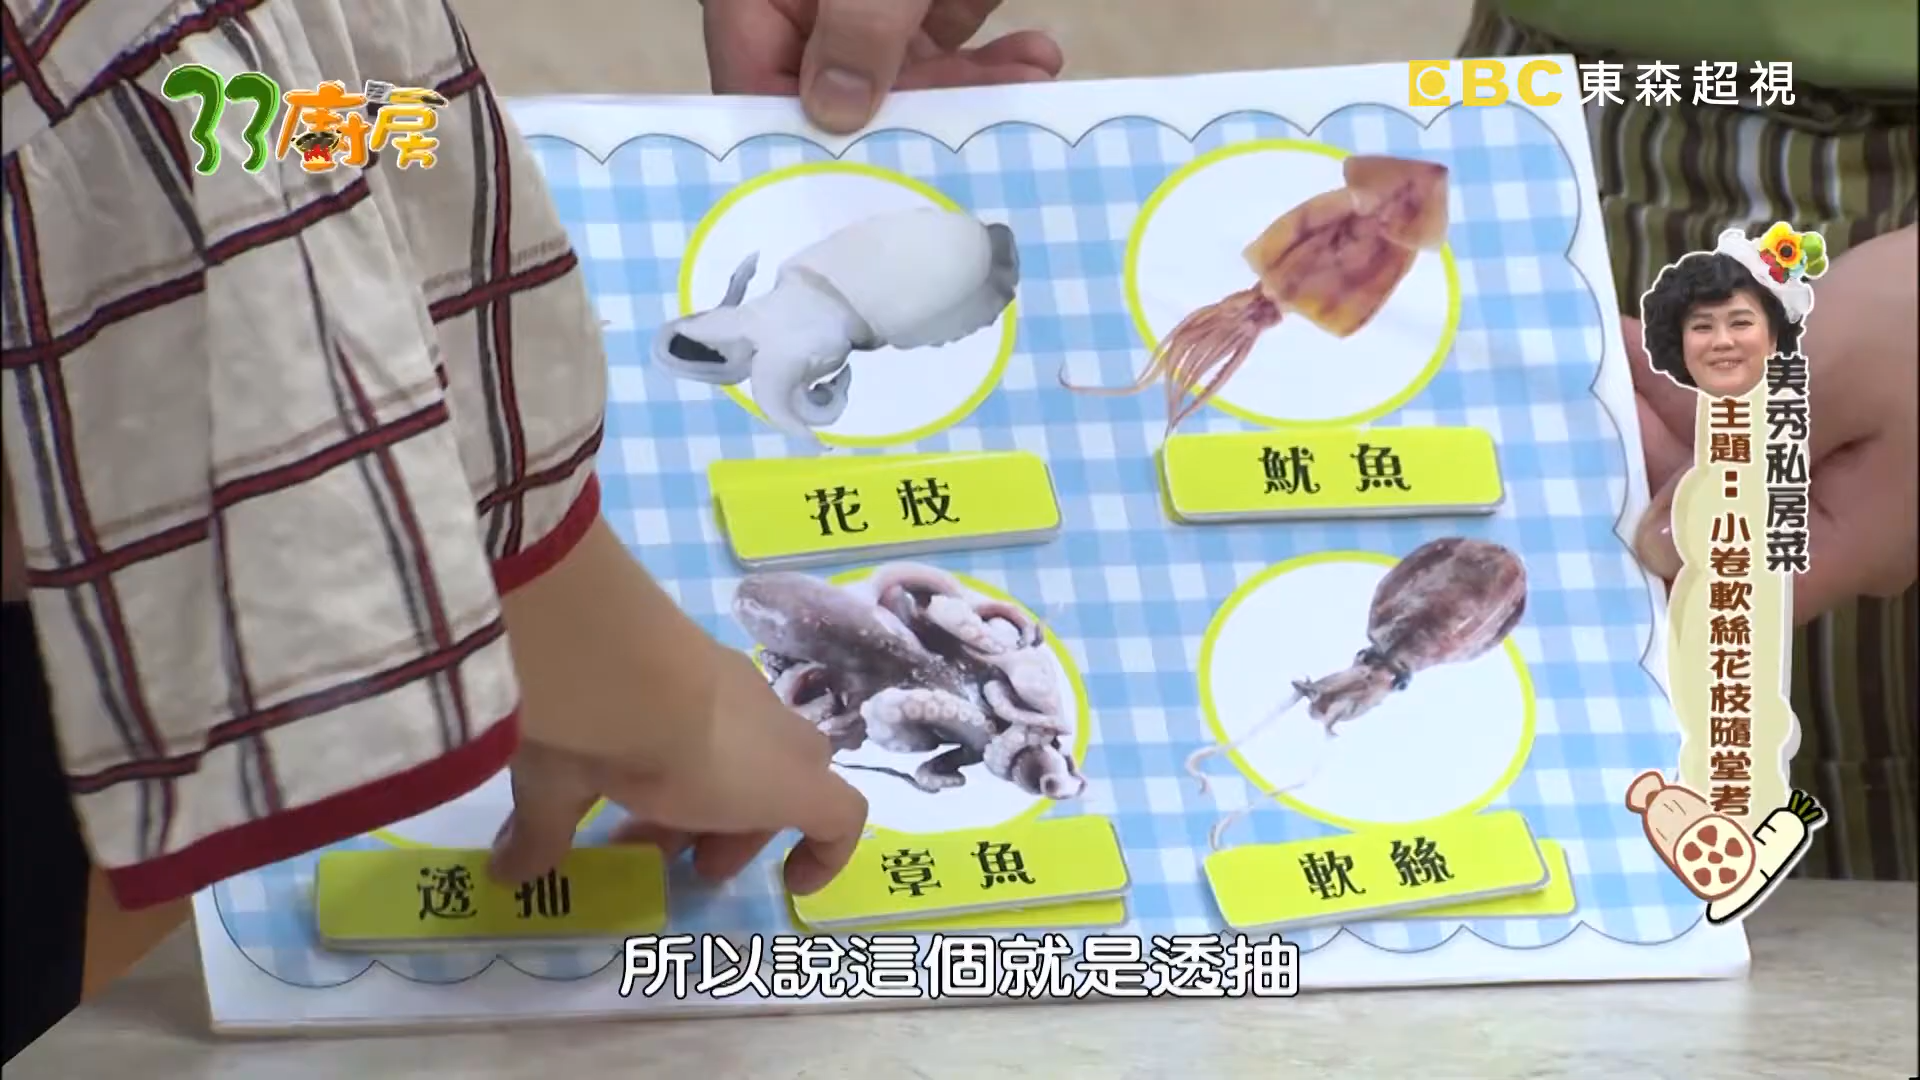 33廚房
EBC 東森超視
花枝
魷魚
透抽
章魚
軟絲
美秀私房菜
主題：小卷軟絲花枝隨堂考
所以說這個就是透抽